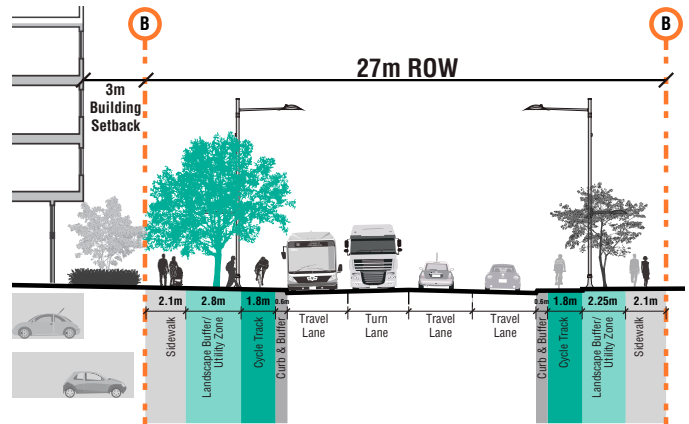 B
B
27m ROW
3m
Building
Setback
2.1m
2.8m
1.8m
0.6m
Travel
Lane
Turn
Lane
Travel
Lane
Travel
Lane
0.6m
1.8m
2.25m
2.1m
Sidewalk
Landscape Buffer/
Utility Zone
Cycle Track
Curb & Buffer
Curb & Buffer
Cycle Track
Landscape Buffer/
Utility Zone
Sidewalk